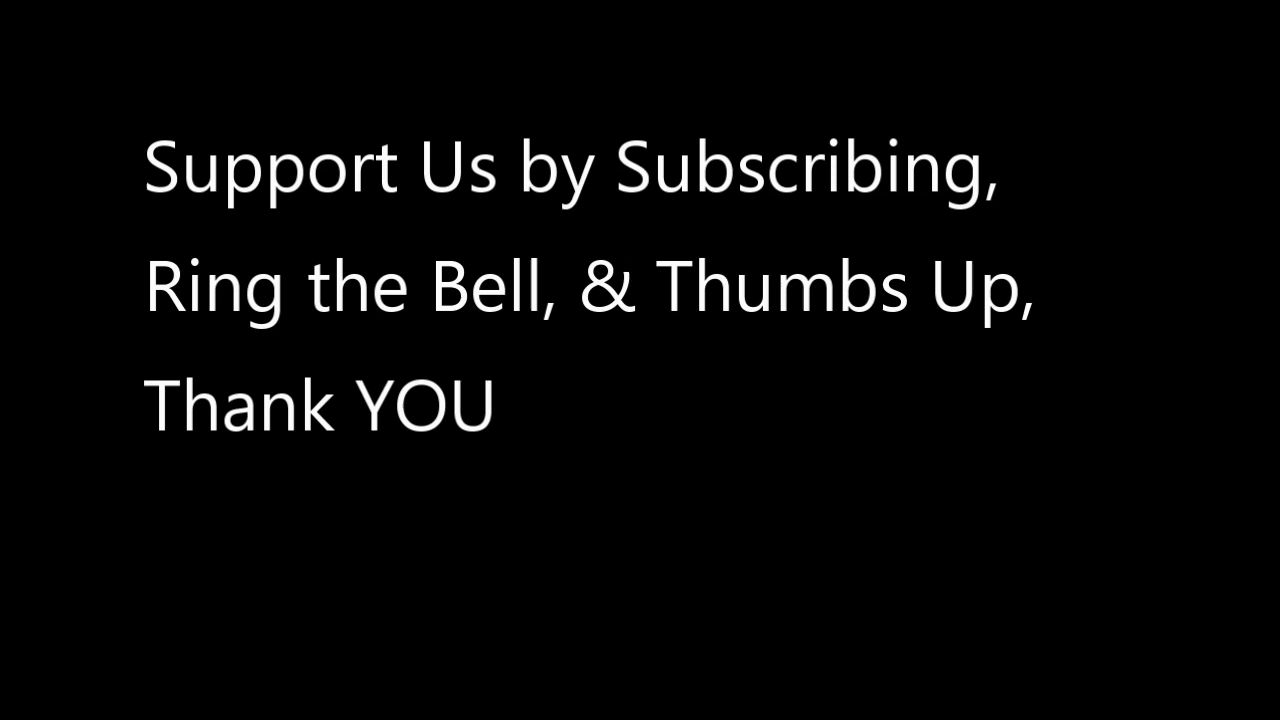 Support Us by Subscribing,
Ring the Bell, & Thumbs Up,
Thank YOU